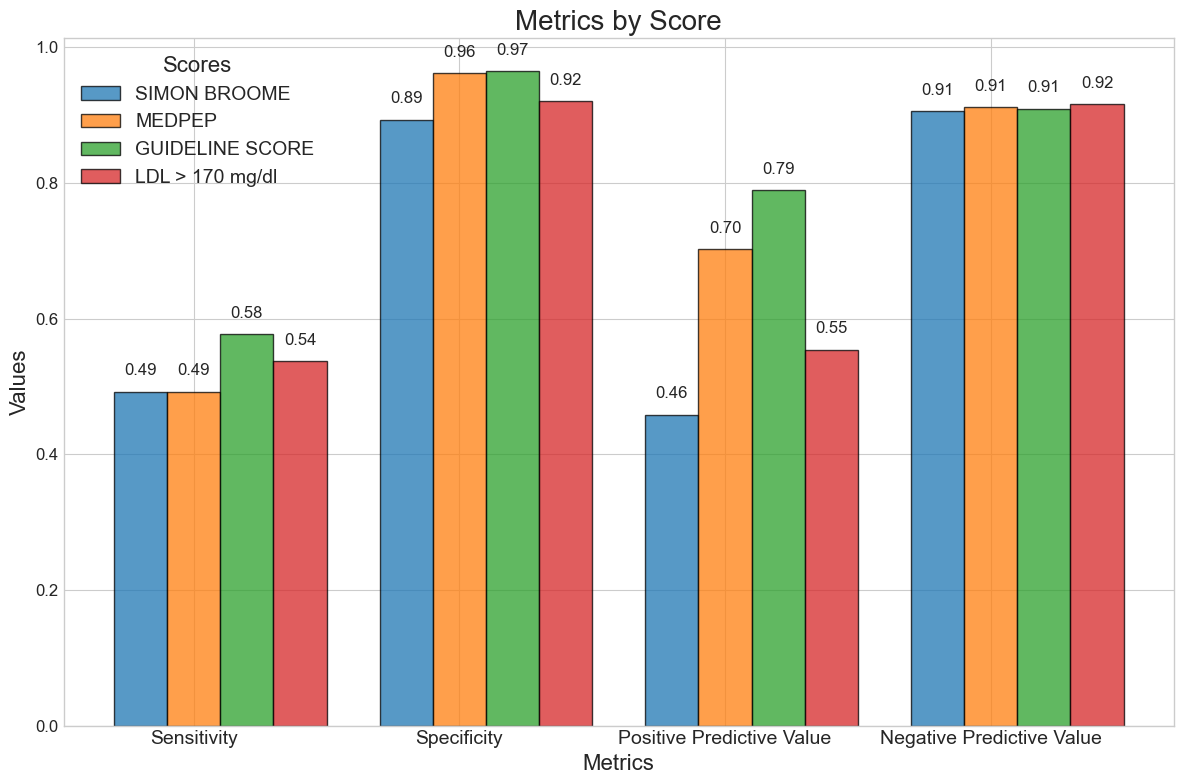 Metrics by Score
1.0
0.8
0.6
0.4
0.2
0.0
Values
Scores
SIMON BROOME
MEDPEP
GUIDELINE SCORE
LDL > 170 mg/dl
0.49
0.49
0.58
0.54
0.89
0.96
0.97
0.92
0.46
0.70
0.79
0.55
0.91
0.91
0.91
0.92
Sensitivity
Specificity
Positive Predictive Value
Negative Predictive Value
Metrics